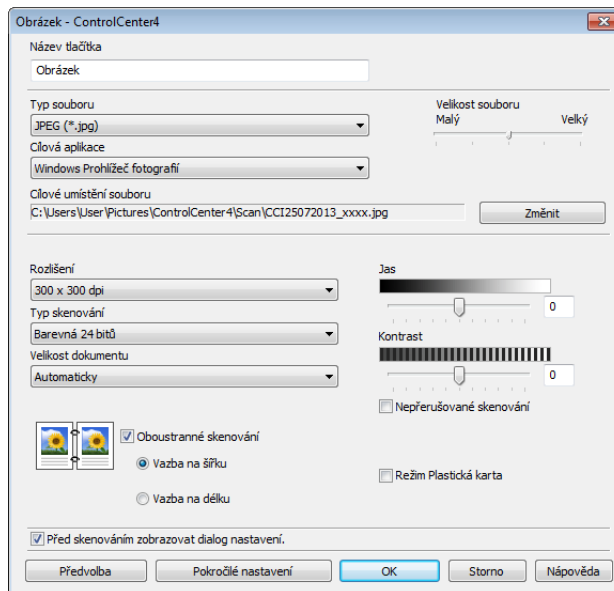 Obrázek - ControlCenter4
Název tlačítka
Obrázek
Typ souboru
JPEG (*.jpg)
Velikost souboru
Malý Velký
Cílová aplikace
Windows Prohlížeč fotografií
Cílové umístění souboru
C:\Users\User\Pictures\ControlCenter4\Scan\CCI25072013_xxxx.jpg
Změnit
Rozlišení
300 x 300 dpi
Typ skenování
Barevná 24 bitů
Velikost dokumentu
Automaticky
Jas
0
Kontrast
0
Nepřerušované skenování
Oboustranné skenování
Vazba na šířku
Vazba na délku
Režim Plastická karta
Před skenováním zobrazovat dialog nastavení.
Předvolba Pokročilé nastavení OK Storno Nápověda